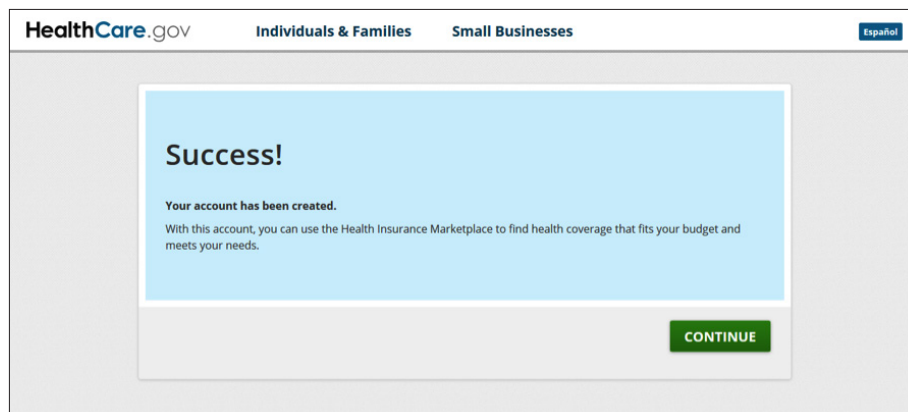 HealthCare.gov Individuals & Families Small Businesses Español
Success!
Your account has been created.
With this account, you can use the Health Insurance Marketplace to find health coverage that fits your budget and
meets your needs.
CONTINUE